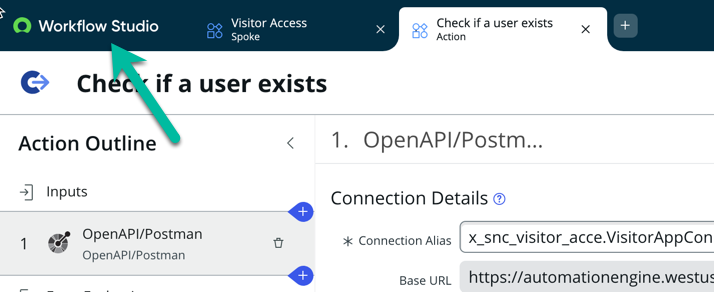 Workflow Studio
Visitor Access
Spoke
Check if a user exists
Action
Check if a user exists
Action Outline
1. OpenAPI/Postm...
Inputs
Connection Details
1
OpenAPI/Postman
OpenAPI/Postman
Connection Alias
x_snc_visitor_acce.VisitorAppCon
Base URL
https://automationengine.westus